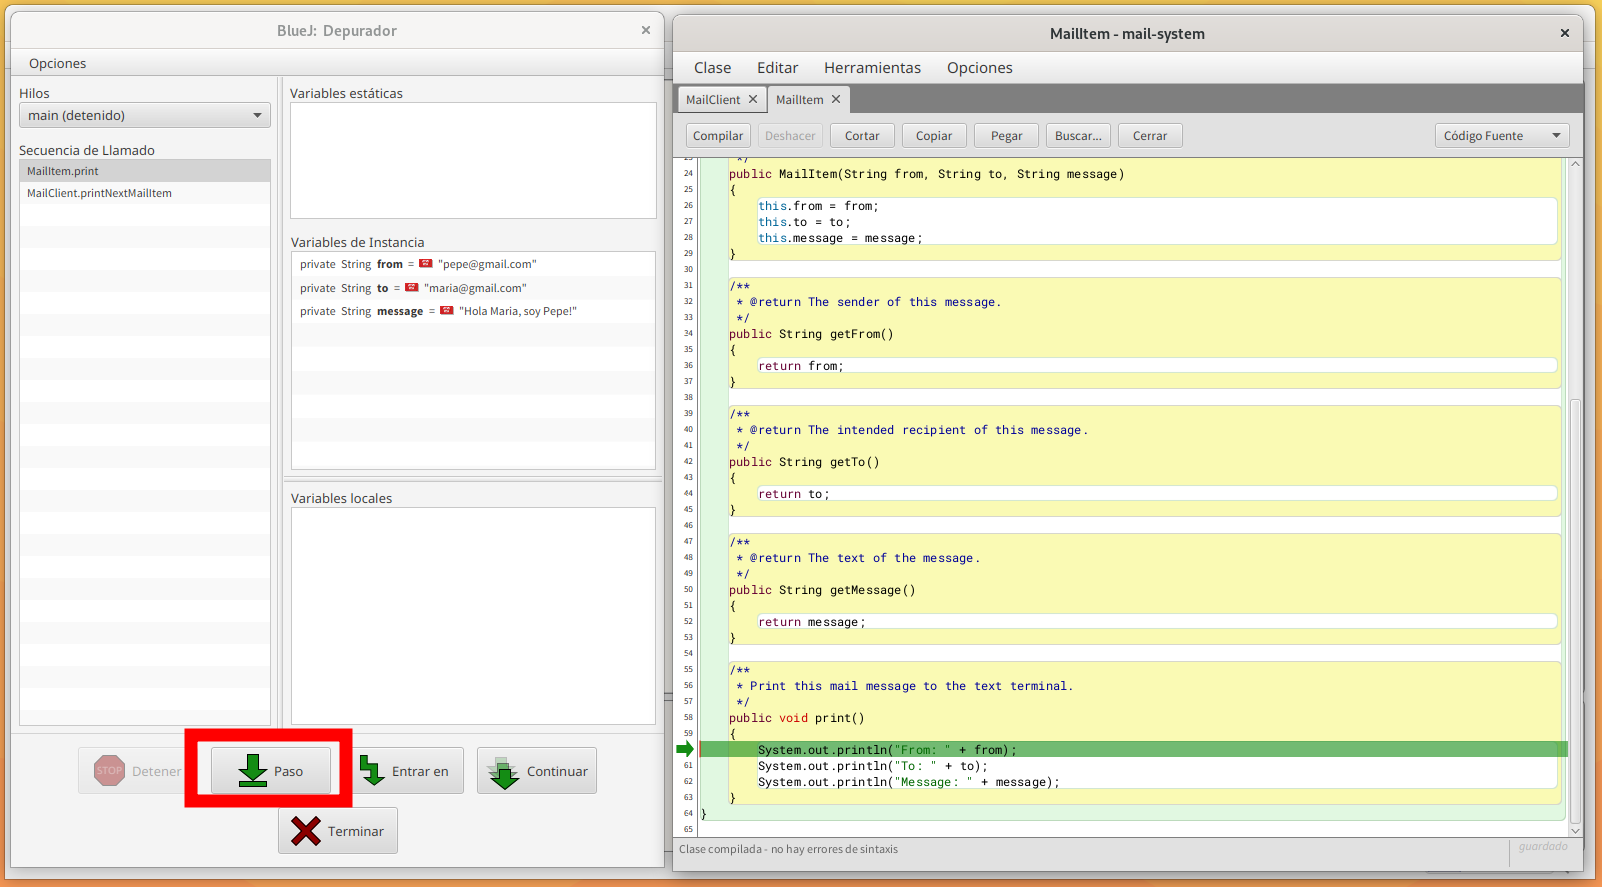 BlueJ: Depurador
Opciones
Hilos
main (detenido)
Secuencia de Llamado
MailItem.print
MailClient.printNextMailItem
Variables estáticas
Variables de Instancia
private String from = "pepe@gmail.com"
private String to = "maria@gmail.com"
private String message = "Hola Maria, soy Pepe!"
Variables locales
STOP Detener
Paso
Entrar en
Continuar
Terminar
MailItem - mail-system
Clase Editar Herramientas Opciones
MailClient MailItem
Compilar Deshacer Cortar Copiar Pegar Buscar... Cerrar Código Fuente
*/
24 public MailItem(String from, String to, String message)
25 {
26 this.from = from;
27 this.to = to;
28 this.message = message;
29 }
30
31 /**
32 * @return The sender of this message.
33 */
34 public String getFrom()
35 {
36 return from;
37 }
38
39 /**
40 * @return The intended recipient of this message.
41 */
42 public String getTo()
43 {
44 return to;
45 }
46
47 /**
48 * @return The text of the message.
49 */
50 public String getMessage()
51 {
52 return message;
53 }
54
55 /**
56 * Print this mail message to the text terminal.
57 */
58 public void print()
59 {
System.out.println("From: " + from);
61 System.out.println("To: " + to);
62 System.out.println("Message: " + message);
63 }
64 }
65
Clase compilada - no hay errores de sintaxis
guardado